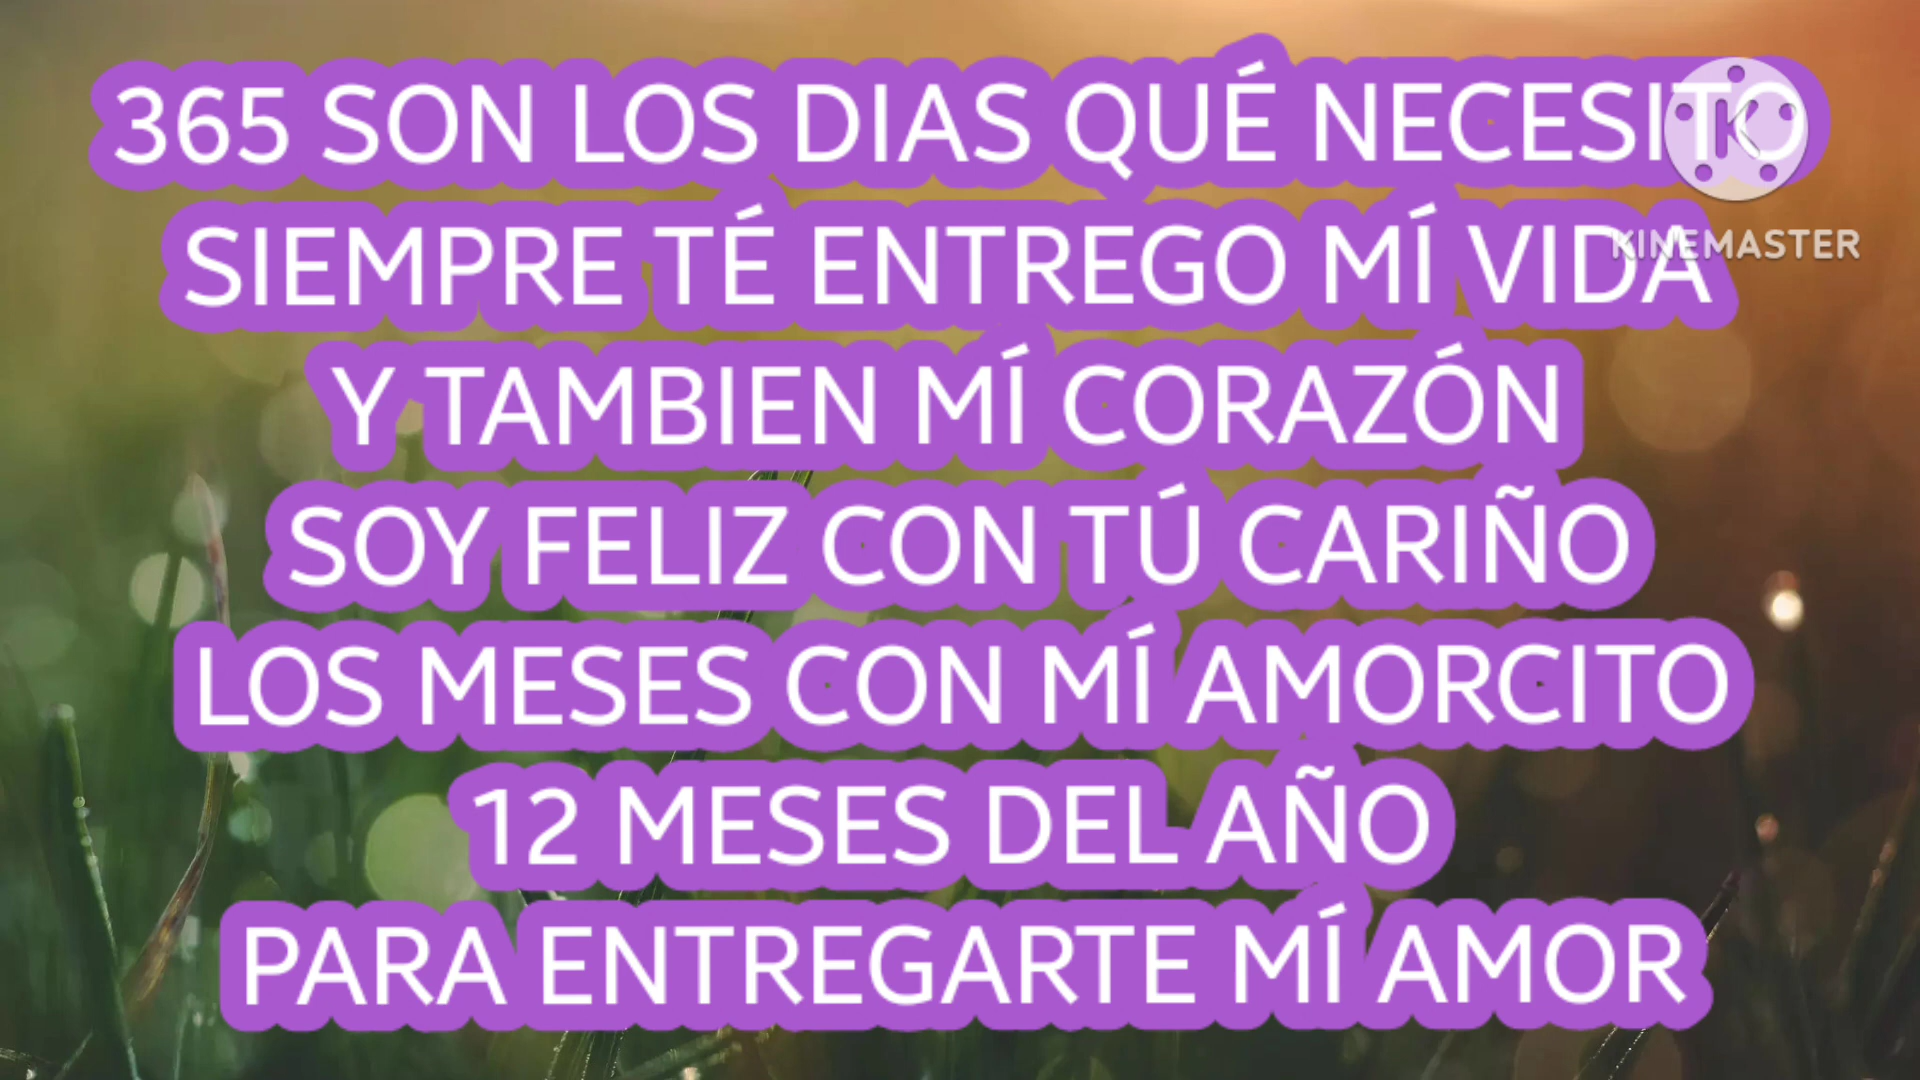 365 SON LOS DIAS QUÉ NECESITO
SIEMPRE TÉ ENTREGO MÍ VIDA
Y TAMBIEN MÍ CORAZÓN
SOY FELIZ CON TÚ CARIÑO
LOS MESES CON MÍ AMORCITO
12 MESES DEL AÑO
PARA ENTREGARTE MÍ AMOR
K
KINEMASTER